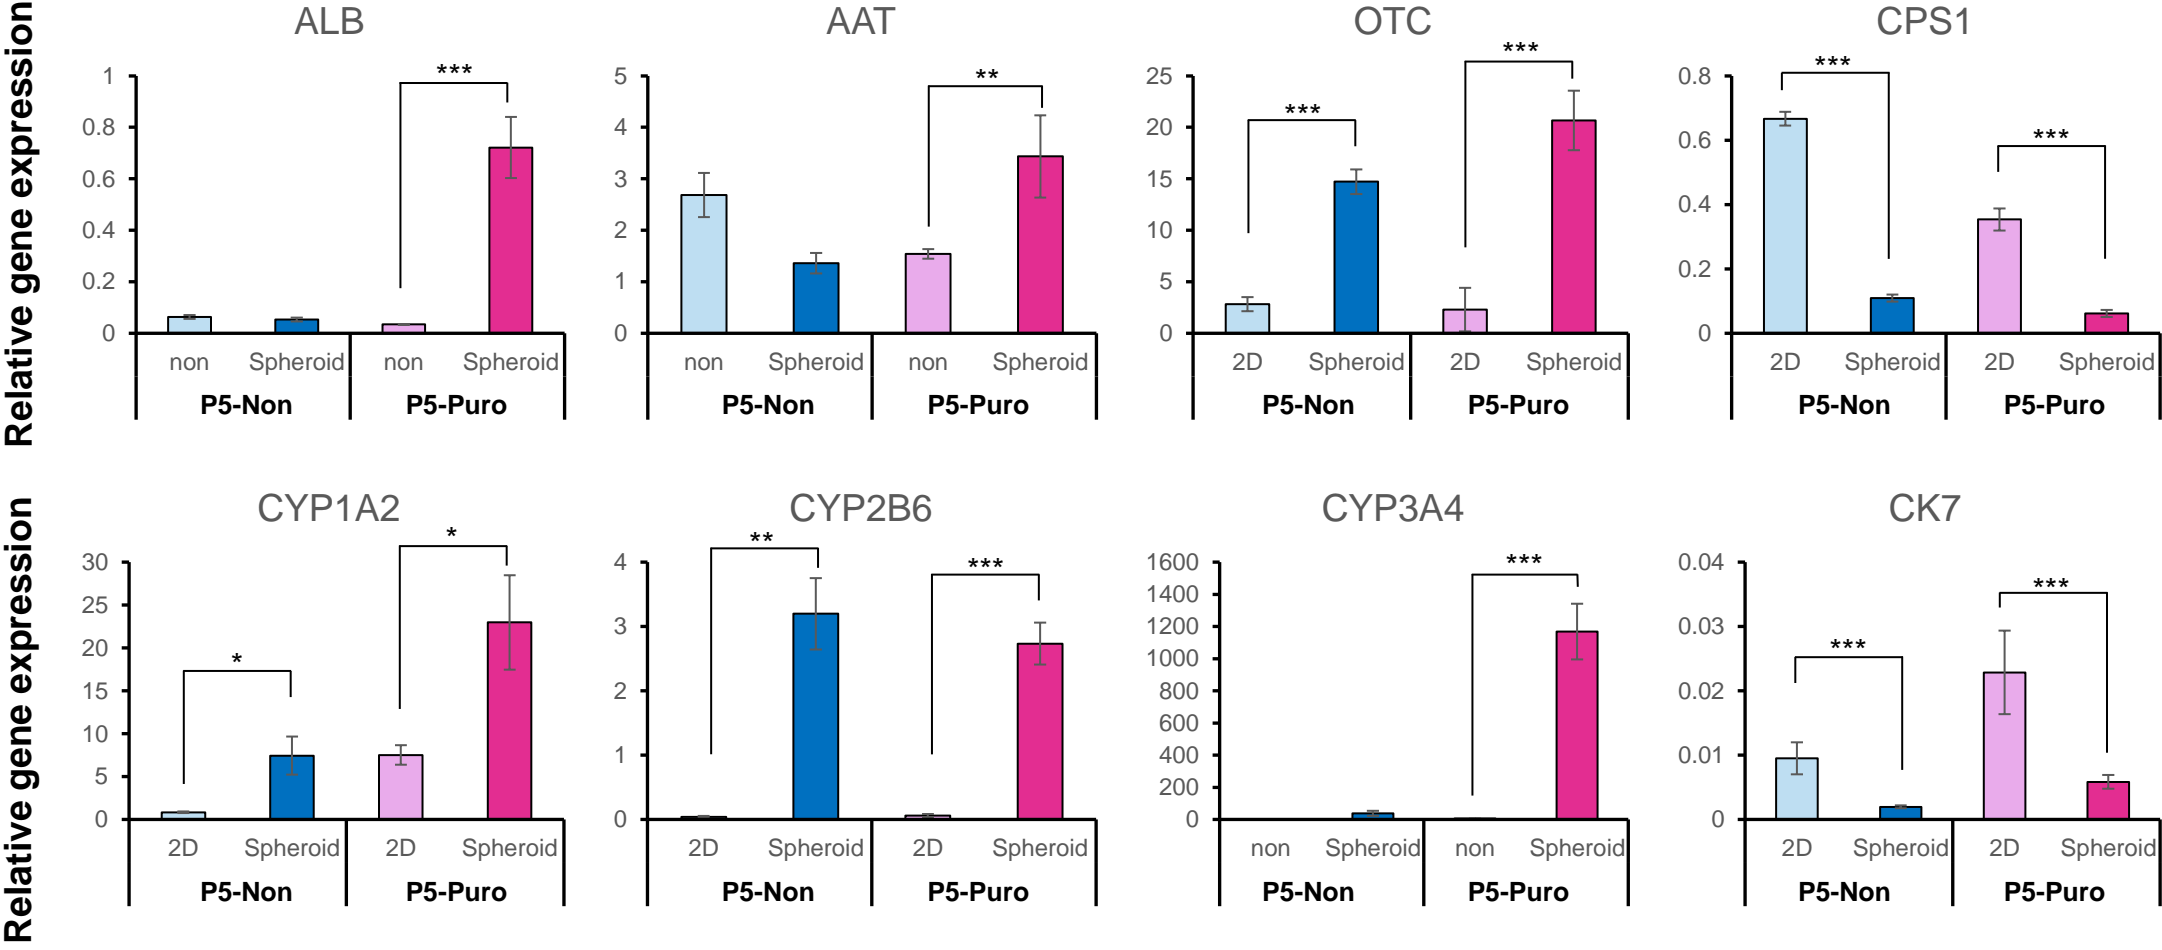 ALB
AAT
OTC
CPS1
Relative gene expression
***
1
0.8
0.6
0.4
0.2
0
non Spheroid non Spheroid
P5-Non P5-Puro
**
5
4
3
2
1
0
non Spheroid non Spheroid
P5-Non P5-Puro
***
***
25
20
15
10
5
0
2D Spheroid 2D Spheroid
P5-Non P5-Puro
***
***
0.8
0.6
0.4
0.2
0
2D Spheroid 2D Spheroid
P5-Non P5-Puro
CYP1A2
CYP2B6
CYP3A4
CK7
Relative gene expression
*
*
30
25
20
15
10
5
0
2D Spheroid 2D Spheroid
P5-Non P5-Puro
**
***
4
3
2
1
0
2D Spheroid 2D Spheroid
P5-Non P5-Puro
***
1600
1400
1200
1000
800
600
400
200
0
non Spheroid non Spheroid
P5-Non P5-Puro
***
***
0.04
0.03
0.02
0.01
0
2D Spheroid 2D Spheroid
P5-Non P5-Puro